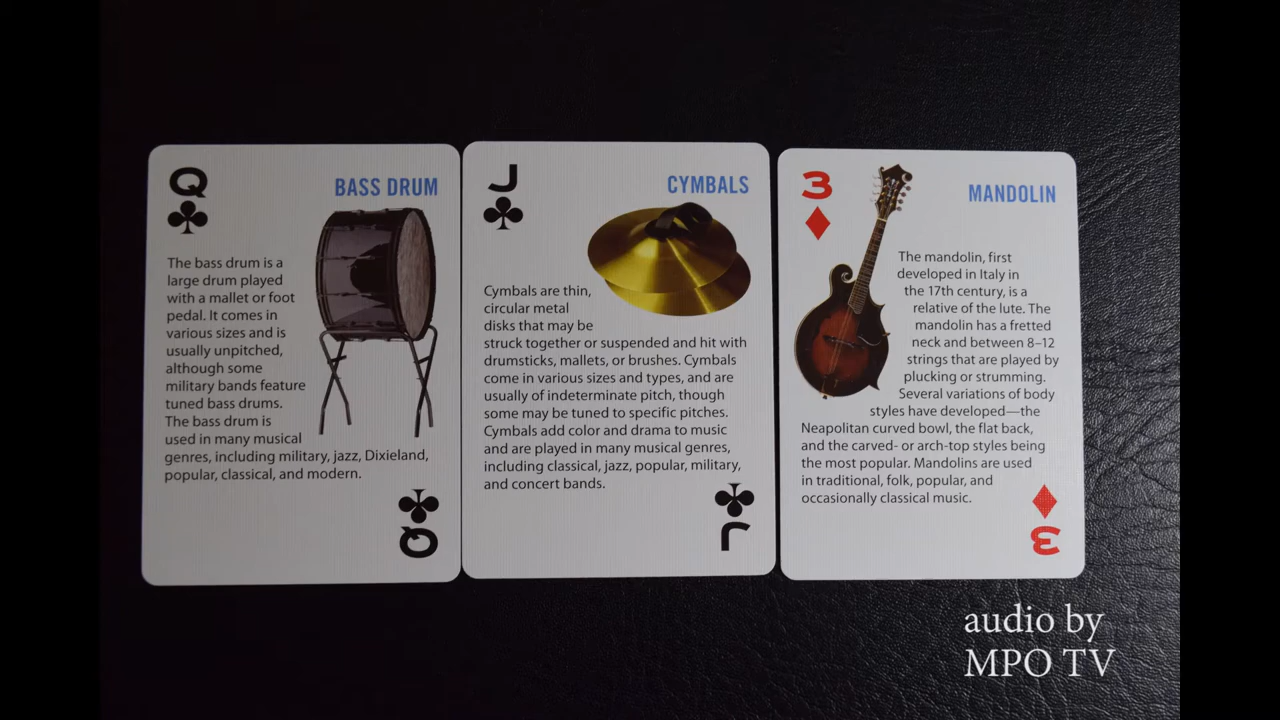 Q
BASS DRUM
The bass drum is a
large drum played
with a mallet or foot
pedal. It comes in
various sizes and is
usually unpitched,
although some
military bands feature
tuned bass drums.
The bass drum is
used in many musical
genres, including military, jazz, Dixieland,
popular, classical, and modern.
Q
J
CYMBALS
Cymbals are thin,
circular metal
disks that may be
struck together or suspended and hit with
drumsticks, mallets, or brushes. Cymbals
come in various sizes and types, and are
usually of indeterminate pitch, though
some may be tuned to specific pitches.
Cymbals add color and drama to music
and are played in many musical genres,
including classical, jazz, popular, military,
and concert bands.
J
3
MANDOLIN
The mandolin, first
developed in Italy in
the 17th century, is a
relative of the lute. The
mandolin has a fretted
neck and between 8–12
strings that are played by
plucking or strumming.
Several variations of body
styles have developed—the
Neapolitan curved bowl, the flat back,
and the carved- or arch-top styles being
the most popular. Mandolins are used
in traditional, folk, popular, and
occasionally classical music.
3
audio by
MPO TV